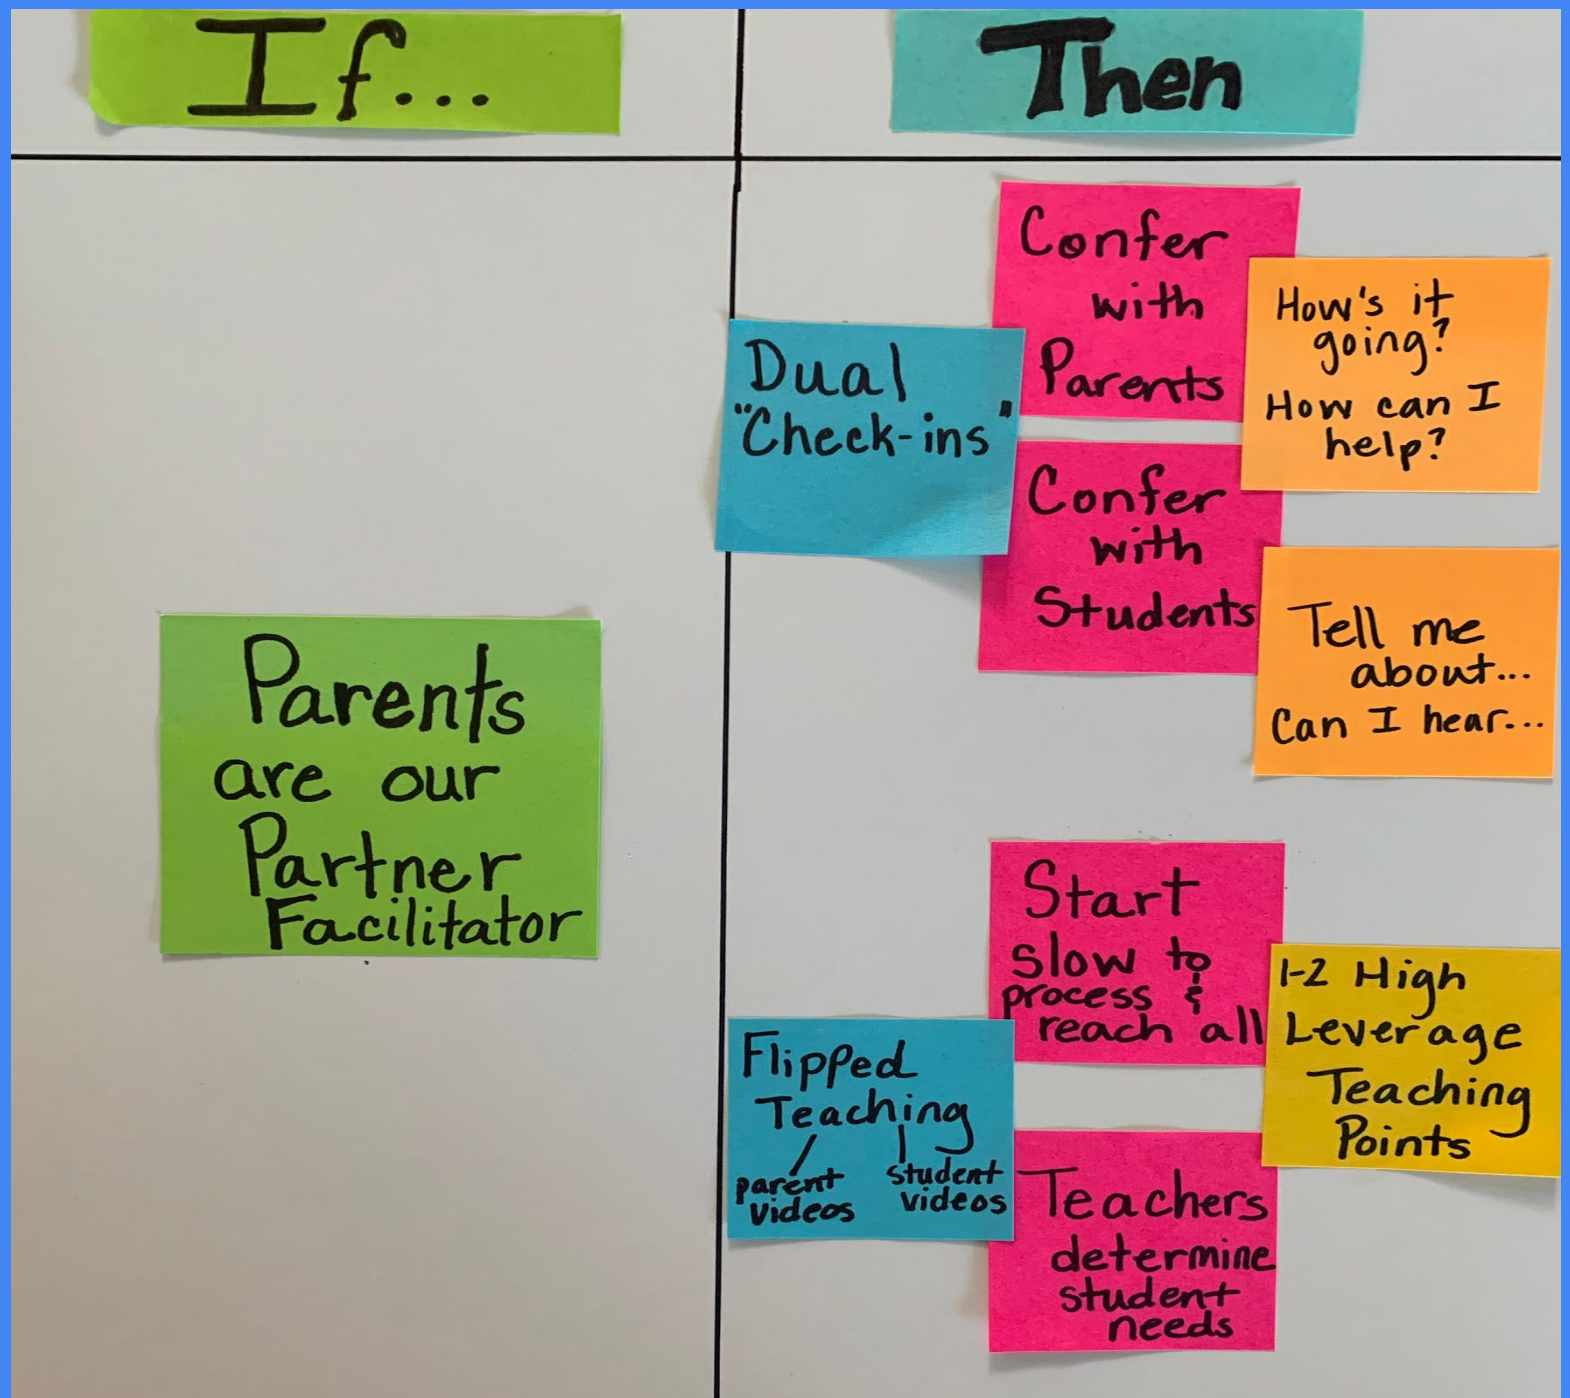 If...
Then
Parents
are our
Partner
Facilitator
Dual
"Check-ins"
Confer
with
Parents
How's it
going?
How can I
help?
Confer
with
Students
Tell me
about...
Can I hear...
Flipped
Teaching
parent
videos
student
videos
Start
slow to
process &
reach all
1-2 High
Leverage
Teaching
Points
Teachers
determine
student
needs